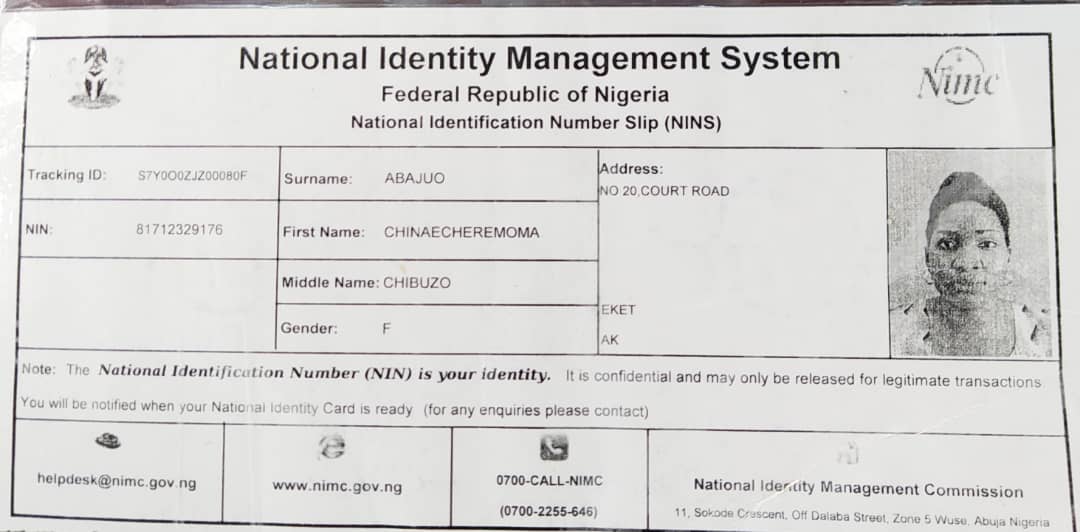 National Identity Management System
Federal Republic of Nigeria
National Identification Number Slip (NINS)
Nimc
Tracking ID: S7Y0O0ZJZ00080F
Surname: ABAJUO
Address:
NO 20,COURT ROAD
NIN: 81712329176
First Name: CHINAECHEREMOMA
Middle Name: CHIBUZO
EKET
Gender: F
AK
Note: The National Identification Number (NIN) is your identity. It is confidential and may only be released for legitimate transactions.
You will be notified when your National Identity Card is ready (for any enquiries please contact)
helpdesk@nimc.gov.ng
www.nimc.gov.ng
0700-CALL-NIMC
(0700-2255-646)
National Identity Management Commission
11, Sokode Crescent, Off Dalaba Street, Zone 5 Wuse, Abuja Nigeria